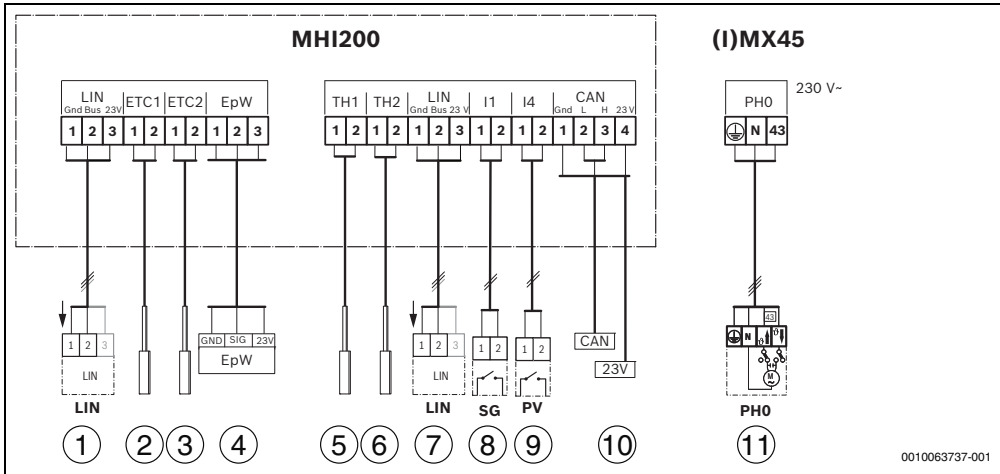 MHI200 (I)MX45
LIN ETC1 ETC2 EpW TH1 TH2 LIN I1 I4 CAN PH0 230 V~
Gnd Bus 23V Gnd Bus 23 V Gnd L H 23 V
1 2 3 1 2 1 2 1 2 3 1 2 1 2 1 2 3 1 2 1 2 1 2 3 4 N 43
43
1 2 3 GND SIG 23V 1 2 3 1 2 1 2 CAN N
LIN EpW LIN 23V M
LIN LIN SG PV PH0
1 2 3 4 5 6 7 8 9 10 11
0010063737-001